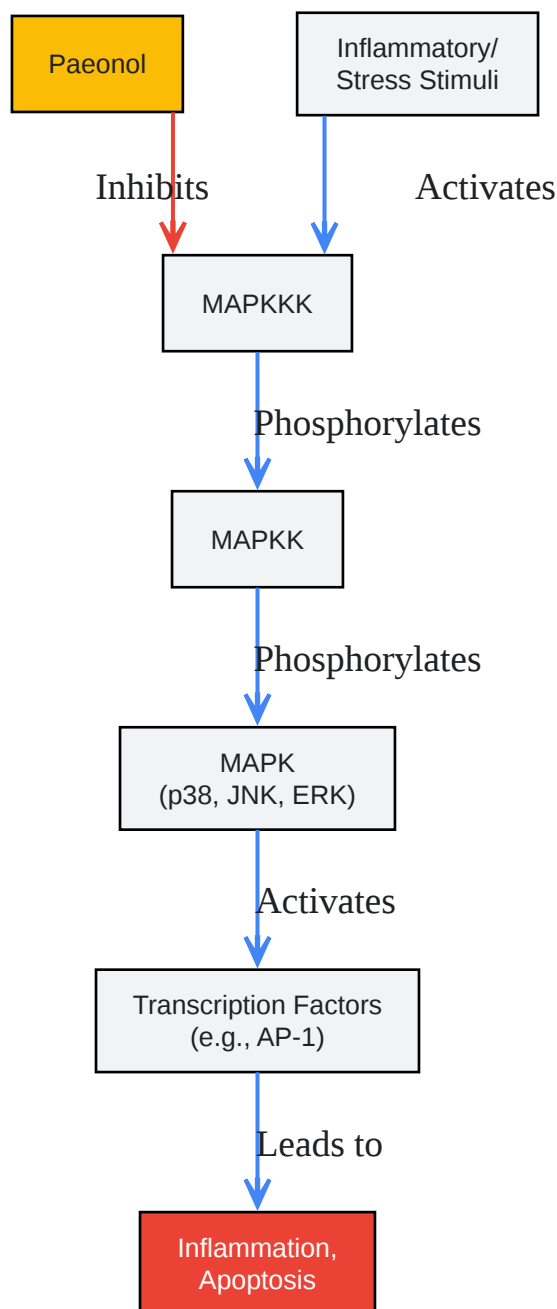 Paeonol
Inflammatory/
Stress Stimuli
Inhibits
Activates
MAPKKK
Phosphorylates
MAPKK
Phosphorylates
MAPK
(p38, JNK, ERK)
Activates
Transcription Factors
(e.g., AP-1)
Leads to
Inflammation,
Apoptosis